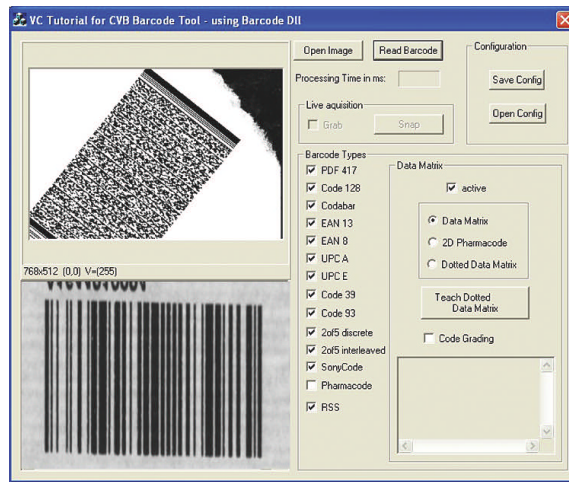 VC Tutorial for CVB Barcode Tool - using Barcode Dll
Open Image
Read Barcode
Processing Time in ms:
Live aquisition
Grab
Snap
Configuration
Save Config
Open Config
768x512 (0,0) V=(255)
Barcode Types
PDF 417
Code 128
Codabar
EAN 13
EAN 8
UPC A
UPC E
Code 39
Code 93
2of5 discrete
2of5 interleaved
SonyCode
Pharmacode
RSS
Data Matrix
active
Data Matrix
2D Pharmacode
Dotted Data Matrix
Teach Dotted
Data Matrix
Code Grading